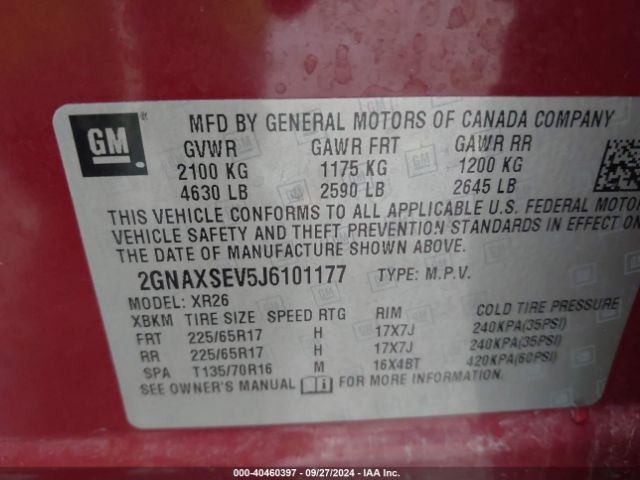 GM
MFD BY GENERAL MOTORS OF CANADA COMPANY
GVWR GAWR FRT GAWR RR
2100 KG 1175 KG 1200 KG
4630 LB 2590 LB 2645 LB
THIS VEHICLE CONFORMS TO ALL APPLICABLE U.S. FEDERAL MOTOR
VEHICLE SAFETY AND THEFT PREVENTION STANDARDS IN EFFECT ON
THE DATE OF MANUFACTURE SHOWN ABOVE.
2GNAXSEV5J6101177 TYPE: M.P.V.
MODEL: XR26
XBKM TIRE SIZE SPEED RTG RIM COLD TIRE PRESSURE
FRT 225/65R17 H 17X7J 240KPA(35PSI)
RR 225/65R17 H 17X7J 240KPA(35PSI)
SPA T135/70R16 M 16X4BT 420KPA(60PSI)
SEE OWNER'S MANUAL FOR MORE INFORMATION.
000-40460397 - 09/27/2024 - IAA Inc.